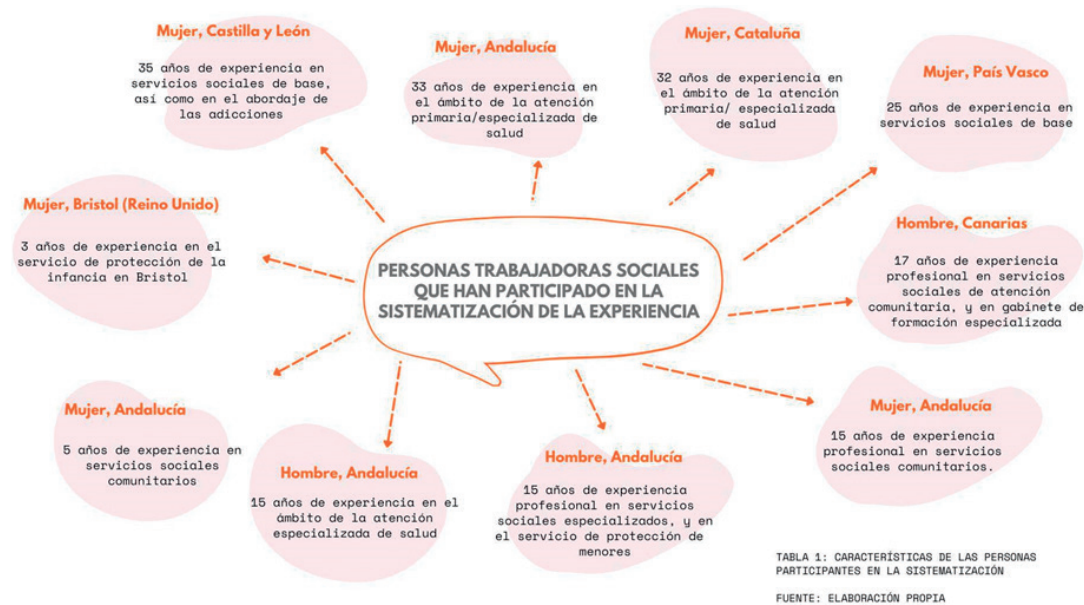 Mujer, Castilla y León
35 años de experiencia en
servicios sociales de base,
así como en el abordaje de
las adicciones
Mujer, Andalucía
33 años de experiencia en
el ámbito de la atención
primaria/especializada de
salud
Mujer, Cataluña
32 años de experiencia en
el ámbito de la atención
primaria/ especializada
de salud
Mujer, País Vasco
25 años de experiencia en
servicios sociales de base
Mujer, Bristol (Reino Unido)
3 años de experiencia en el
servicio de protección de la
infancia en Bristol
PERSONAS TRABAJADORAS SOCIALES
QUE HAN PARTICIPADO EN LA
SISTEMATIZACIÓN DE LA EXPERIENCIA
Hombre, Canarias
17 años de experiencia
profesional en servicios
sociales de atención
comunitaria, y en gabinete de
formación especializada
Mujer, Andalucía
5 años de experiencia en
servicios sociales
comunitarios
Hombre, Andalucía
15 años de experiencia en el
ámbito de la atención
especializada de salud
Hombre, Andalucía
15 años de experiencia
profesional en servicios
sociales especializados, y en
el servicio de protección de
menores
Mujer, Andalucía
15 años de experiencia
profesional en servicios
sociales comunitarios.
TABLA 1: CARACTERÍSTICAS DE LAS PERSONAS
PARTICIPANTES EN LA SISTEMATIZACIÓN
FUENTE: ELABORACIÓN PROPIA